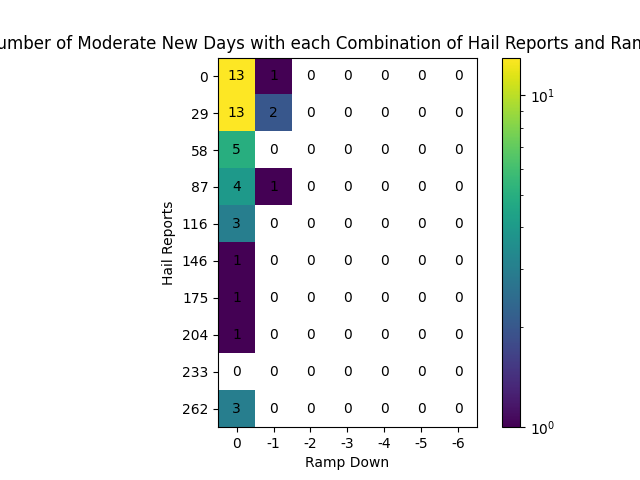 umber of Moderate New Days with each Combination of Hail Reports and Ram
0 13 1 0 0 0 0 0
29 13 2 0 0 0 0 0
58 5 0 0 0 0 0 0
87 4 1 0 0 0 0 0
116 3 0 0 0 0 0 0
146 1 0 0 0 0 0 0
175 1 0 0 0 0 0 0
204 1 0 0 0 0 0 0
233 0 0 0 0 0 0 0
262 3 0 0 0 0 0 0
0 -1 -2 -3 -4 -5 -6
Ramp Down
Hail Reports
10¹
10⁰